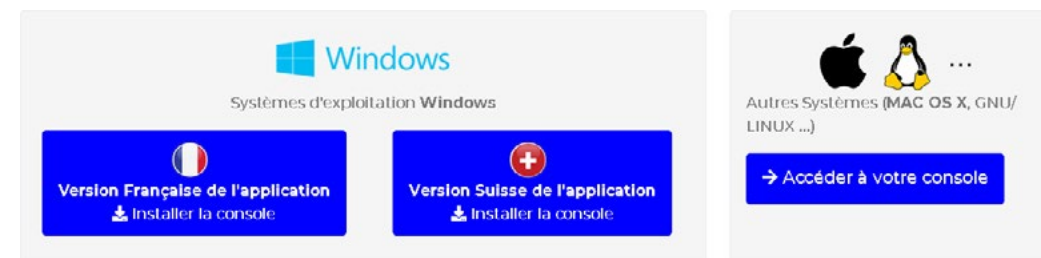 Windows
Systèmes d'exploitation Windows
Version Française de l'application
Installer la console
Version Suisse de l'application
Installer la console
...
Autres Systèmes (MAC OS X, GNU/
LINUX ...)
→ Accéder à votre console